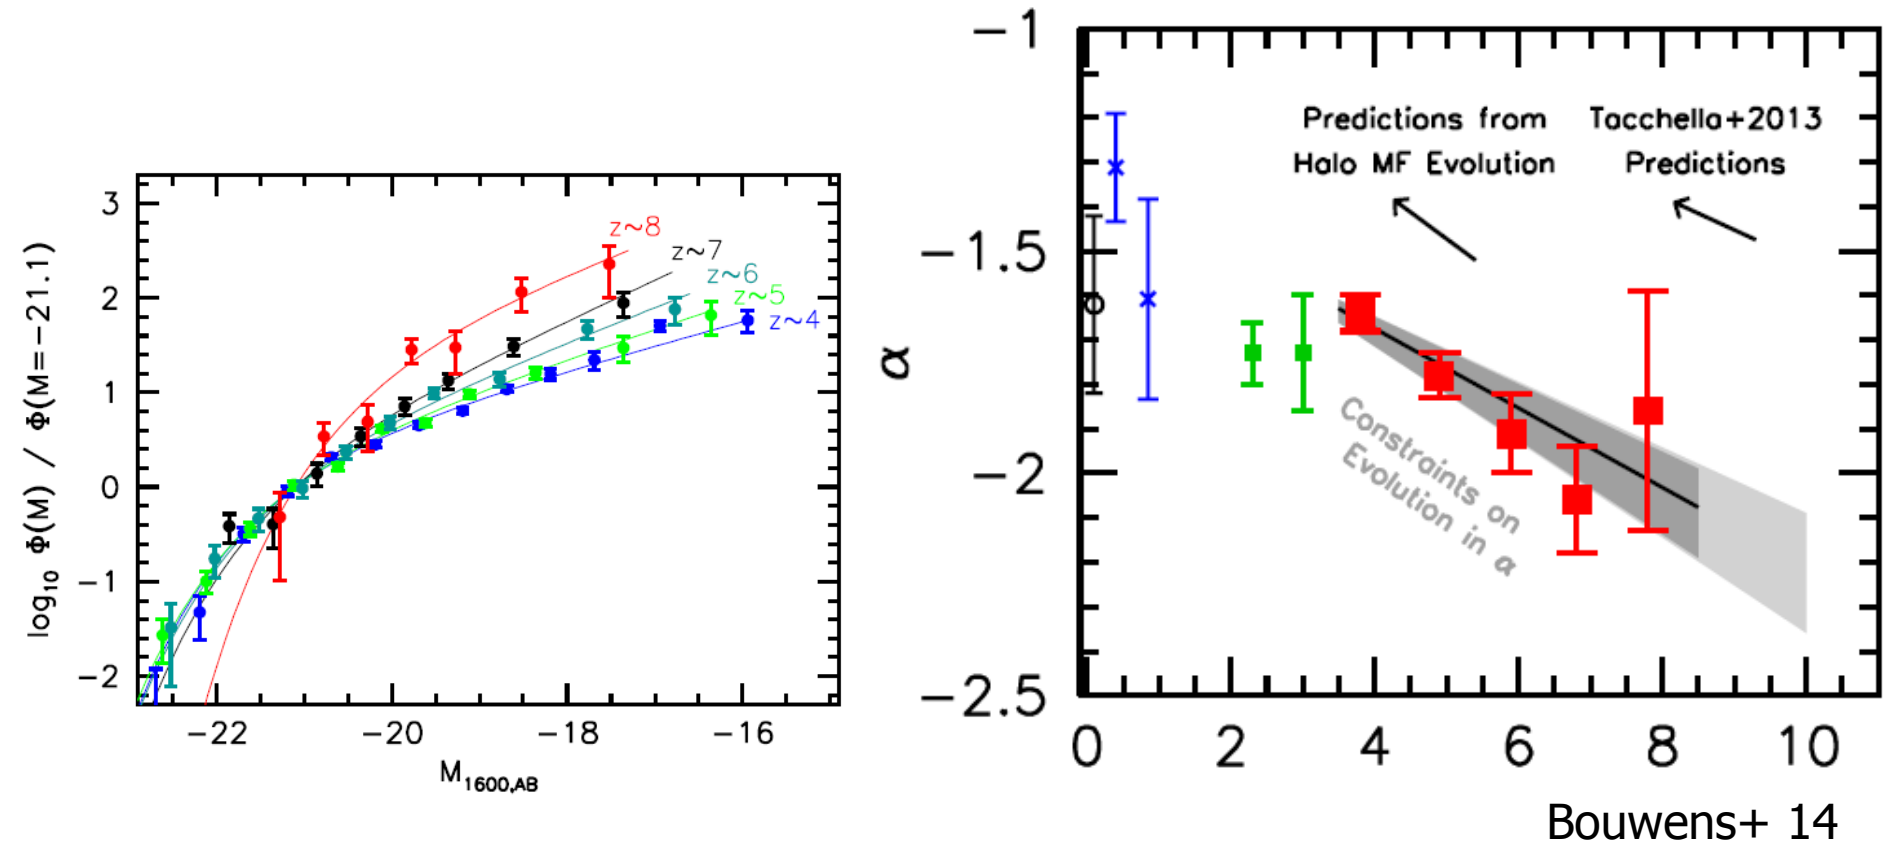 3
2
1
0
−1
−2
log₁₀ Φ(M) / Φ(M=−21.1)
z~8
z~7
z~6
z~5
z~4
−22 −20 −18 −16
M₁₆₀₀,AB
−1
−1.5
−2
−2.5
α
Predictions from
Halo MF Evolution
Tacchella+2013
Predictions
Constraints on
Evolution in α
0 2 4 6 8 10
Bouwens+ 14